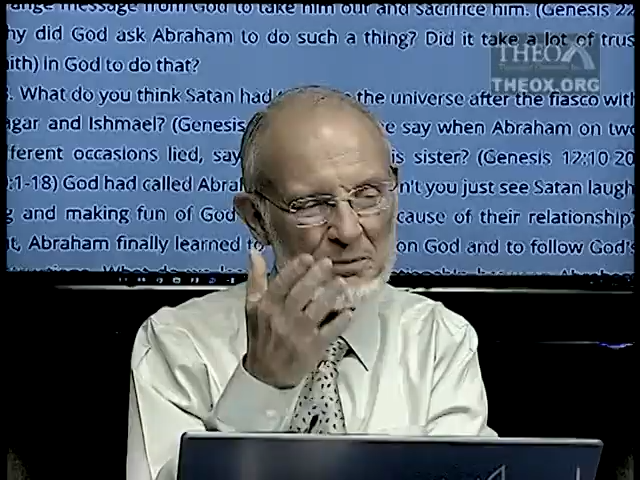 ange message from God to take him out and sacrifice him. (Genesis 22
hy did God ask Abraham to do such a thing? Did it take a lot of trus
ith) in God to do that?
THEO
THEOX.ORG
. What do you think Satan had the universe after the fiasco with
agar and Ishmael? (Genesis e say when Abraham on two
ferent occasions lied, say is sister? (Genesis 12:10 20
:1-18) God had called Abra n't you just see Satan laugh
g and making fun of God cause of their relationship?
t, Abraham finally learned to on God and to follow God's